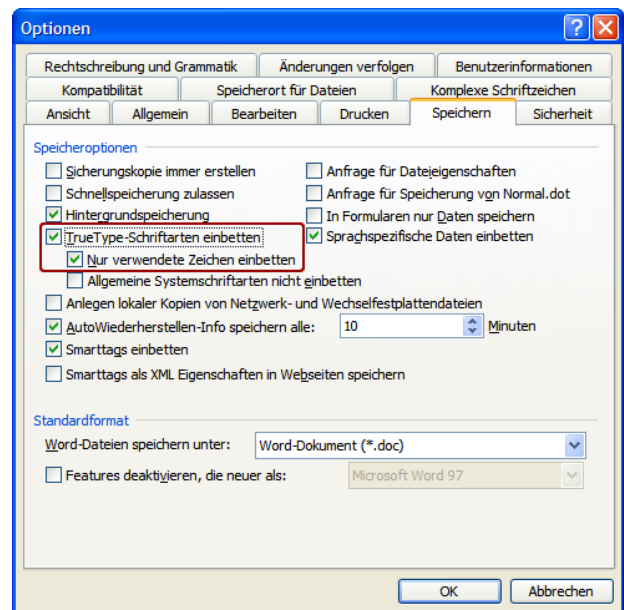 Optionen
Rechtschreibung und Grammatik Änderungen verfolgen Benutzerinformationen
Kompatibilität Speicherort für Dateien Komplexe Schriftzeichen
Ansicht Allgemein Bearbeiten Drucken Speichern Sicherheit
Speicheroptionen
Sicherungskopie immer erstellen Anfrage für Dateieigenschaften
Schnellspeicherung zulassen Anfrage für Speicherung von Normal.dot
Hintergrundspeicherung In Formularen nur Daten speichern
TrueType-Schriftarten einbetten Sprachspezifische Daten einbetten
Nur verwendete Zeichen einbetten
Allgemeine Systemschriftarten nicht einbetten
Anlegen lokaler Kopien von Netzwerk- und Wechselfestplattendateien
AutoWiederherstellen-Info speichern alle: 10 Minuten
Smarttags einbetten
Smarttags als XML Eigenschaften in Webseiten speichern
Standardformat
Word-Dateien speichern unter: Word-Dokument (*.doc)
Features deaktivieren, die neuer als: Microsoft Word 97
OK Abbrechen